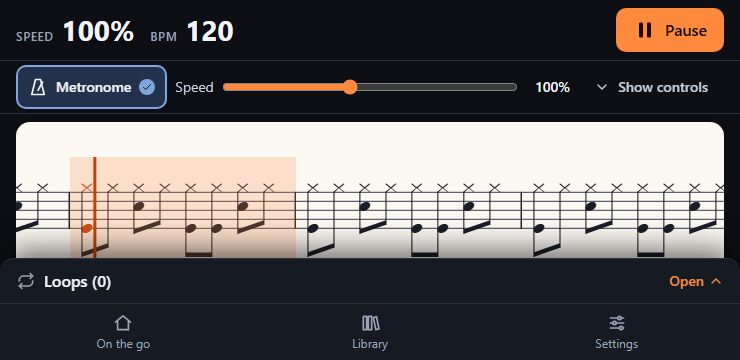 SPEED 100% BPM 120
Pause
Metronome
Speed
100%
Show controls
Loops (0)
Open
On the go
Library
Settings